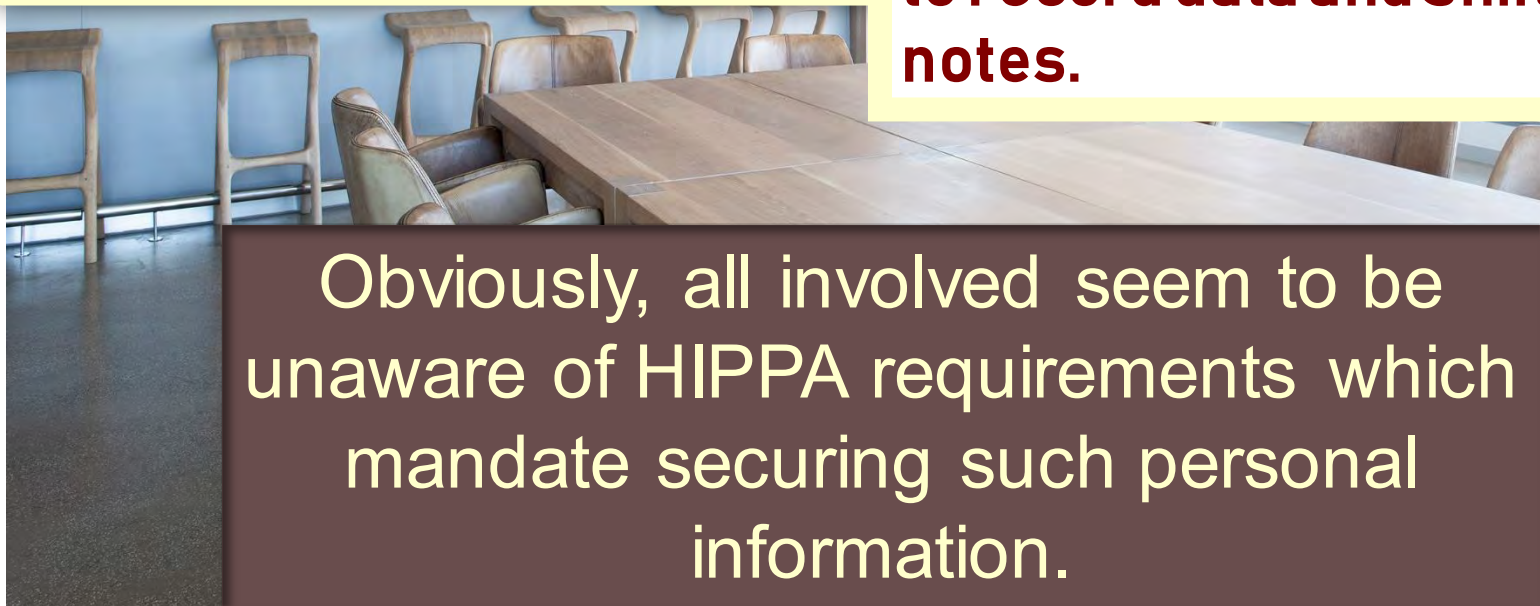 notes.
Obviously, all involved seem to be
unaware of HIPPA requirements which
mandate securing such personal
information.